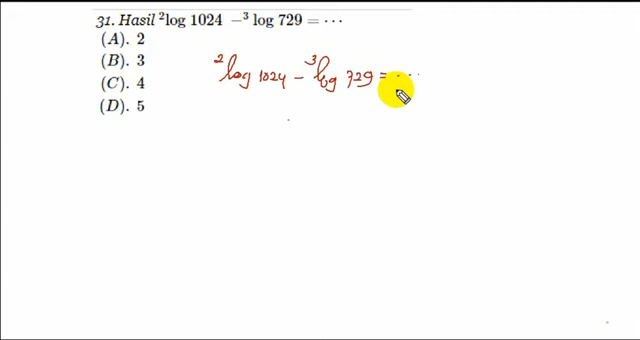 31. Hasil ²log 1024 −³ log 729 = ···
(A). 2
(B). 3
(C). 4
(D). 5
²log 1024 − ³log 729 = ···